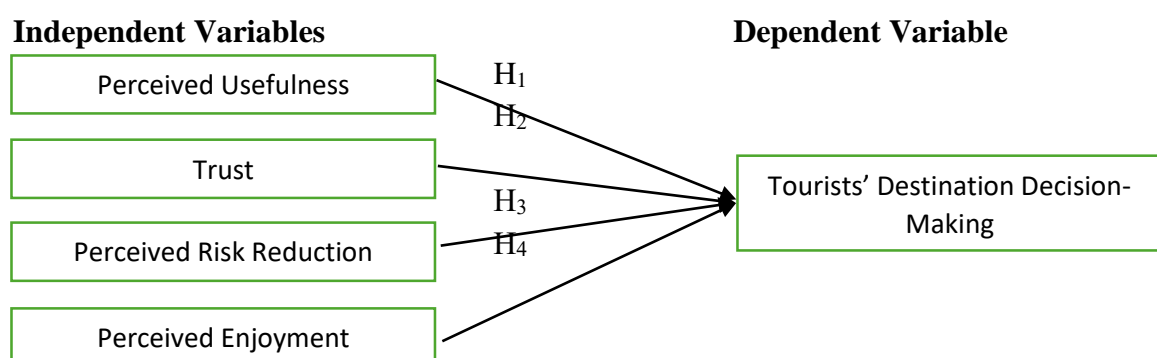 Independent Variables
Dependent Variable
Perceived Usefulness
H₁
H₂
Trust
Tourists’ Destination Decision-
Making
H₃
Perceived Risk Reduction
H₄
Perceived Enjoyment